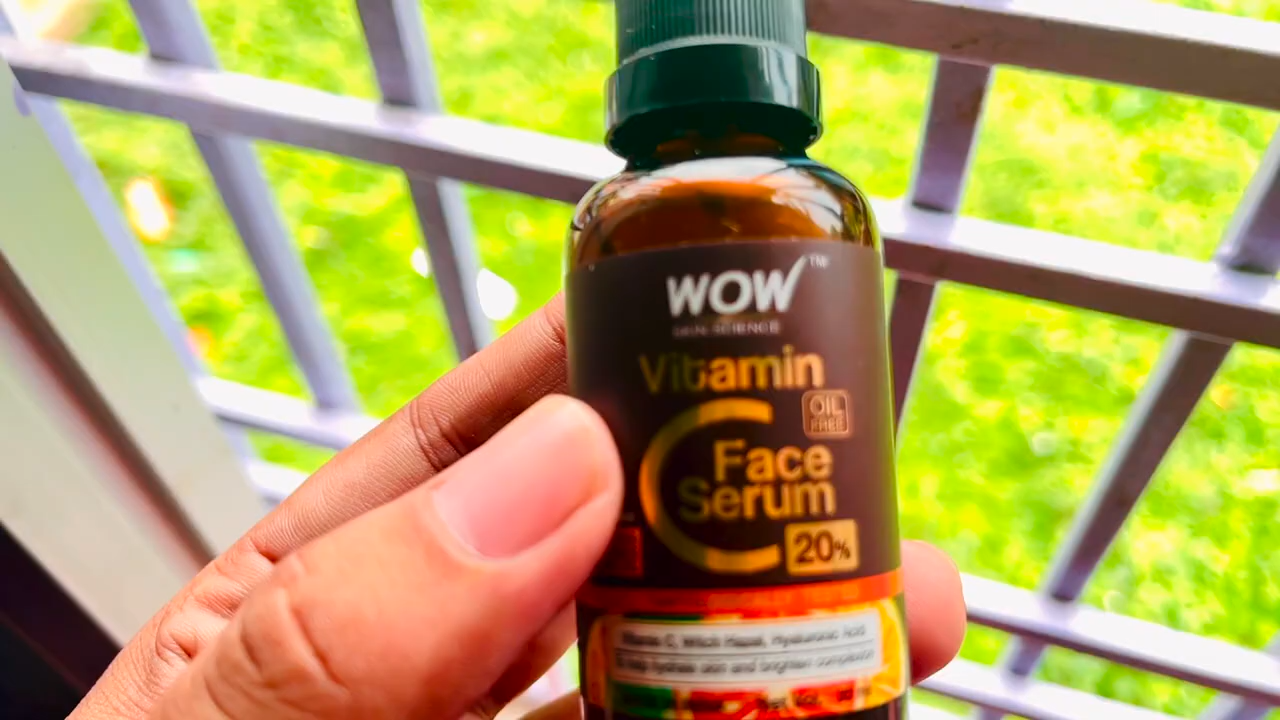 WOW™
SKIN SCIENCE
Vitamin
C
OIL
FREE
Face
Serum
20%
Vitamin C, Witch Hazel, Hyaluronic Acid
to help hydrate skin and brighten complexion